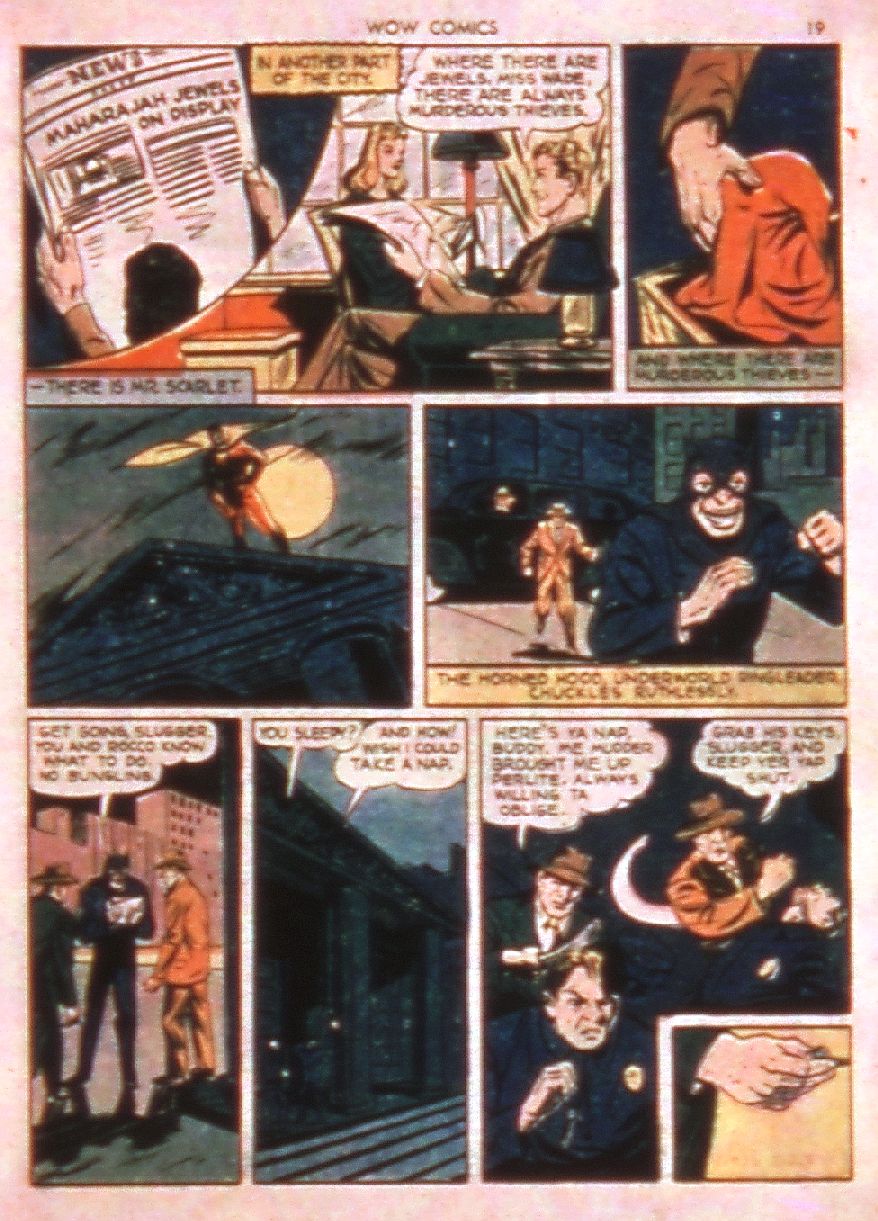 WOW COMICS
19
NEWS
MAHARAJAH JEWELS
ON DISPLAY
IN ANOTHER PART
OF THE CITY.
WHERE THERE ARE
JEWELS, MISS WADE,
THERE ARE ALWAYS
MURDEROUS THIEVES.
AND WHERE THERE ARE
MURDEROUS THIEVES —
—THERE IS MR. SCARLET.
THE HORNED HOOD, UNDERWORLD RINGLEADER,
CHUCKLES RUTHLESSLY.
GET GOING, SLUGGER.
YOU AND ROCCO KNOW
WHAT TO DO.
NO BUNGLING.
YOU SLEEPY?
AND HOW!
WISH I COULD
TAKE A NAP.
HERE'S YA NAP,
BUDDY. ME MUDDER
BROUGHT ME UP
PERLITE. ALWAYS
WILLING TA
OBLIGE.
GRAB HIS KEYS,
SLUGGER, AND
KEEP YER YAP
SHUT.